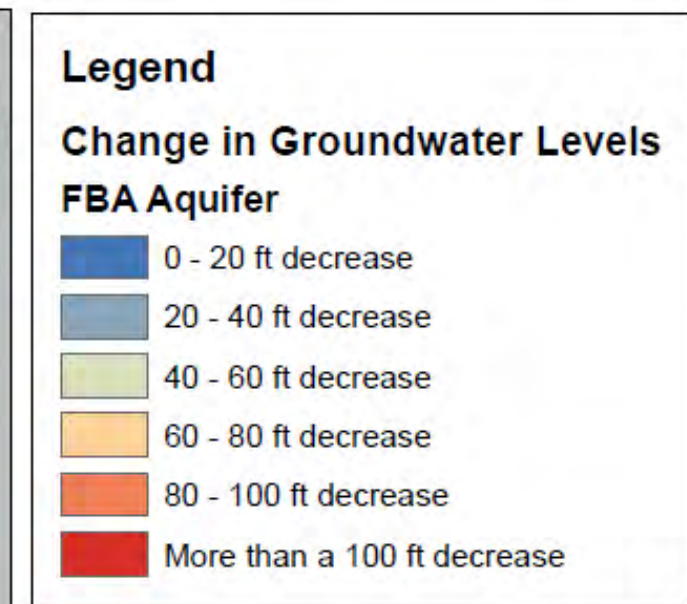 Legend
Change in Groundwater Levels
FBA Aquifer
0 - 20 ft decrease
20 - 40 ft decrease
40 - 60 ft decrease
60 - 80 ft decrease
80 - 100 ft decrease
More than a 100 ft decrease